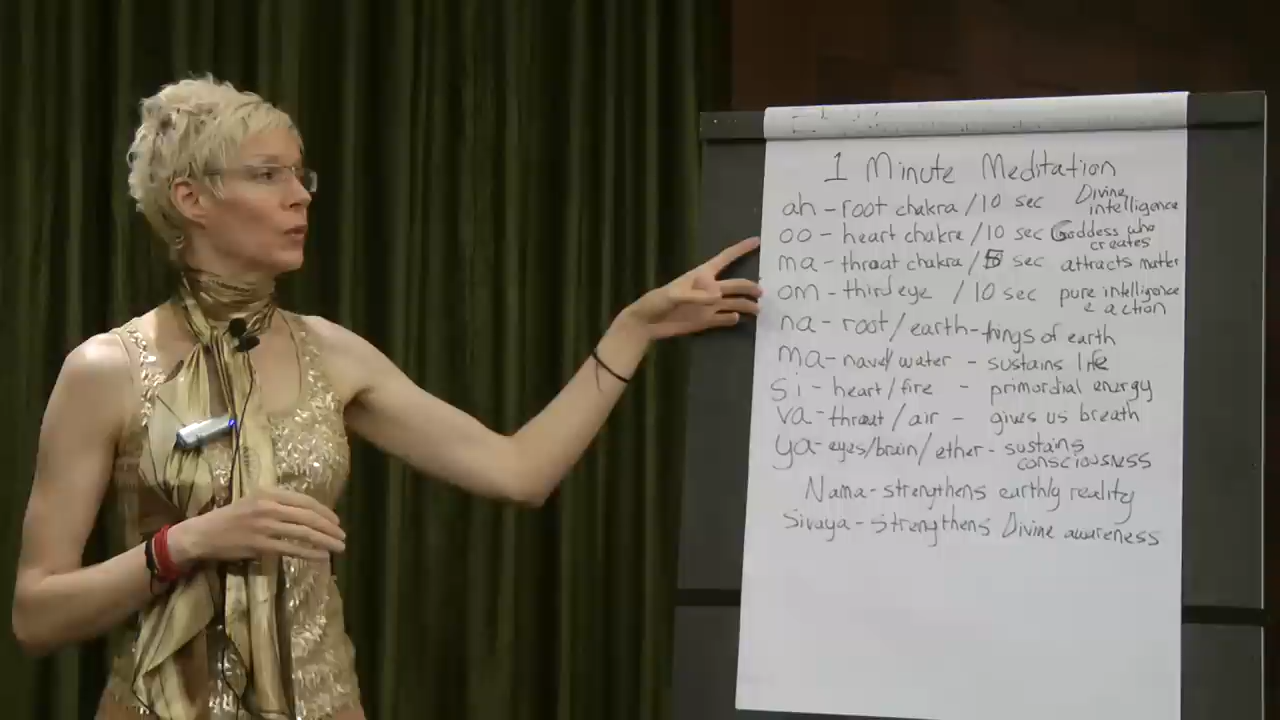 1 Minute Meditation
ah - root chakra / 10 sec Divine intelligence
oo - heart chakra / 10 sec Goddess who creates
ma - throat chakra / 5 sec attracts matter
om - third eye / 10 sec pure intelligence & action
na - root / earth - things of earth
ma - navel / water - sustains life
si - heart / fire - primordial energy
va - throat / air - gives us breath
ya - eyes / brain / ether - sustains consciousness
Nama - strengthens earthly reality
Sivaya - strengthens Divine awareness